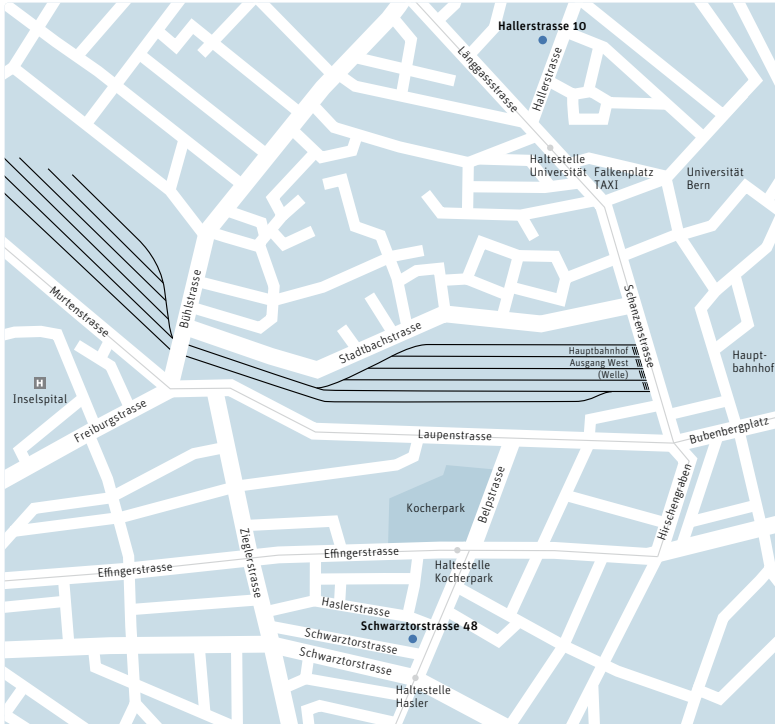 Hallerstrasse 10
Länggassstrasse
Hallerstrasse
Haltestelle
Universität
Falkenplatz
TAXI
Universität
Bern
Bühlstrasse
Murtenstrasse
Schanzenstrasse
Stadtbachstrasse
Hauptbahnhof
Ausgang West
(Welle)
Haupt-
bahnhof
H
Inselspital
Freiburgstrasse
Laupenstrasse
Bubenbergplatz
Kocherpark
Belpstrasse
Hirschengraben
Zieglerstrasse
Effingerstrasse
Effingerstrasse
Haltestelle
Kocherpark
Haslerstrasse
Schwarztorstrasse 48
Schwarztorstrasse
Schwarztorstrasse
Haltestelle
Hasler